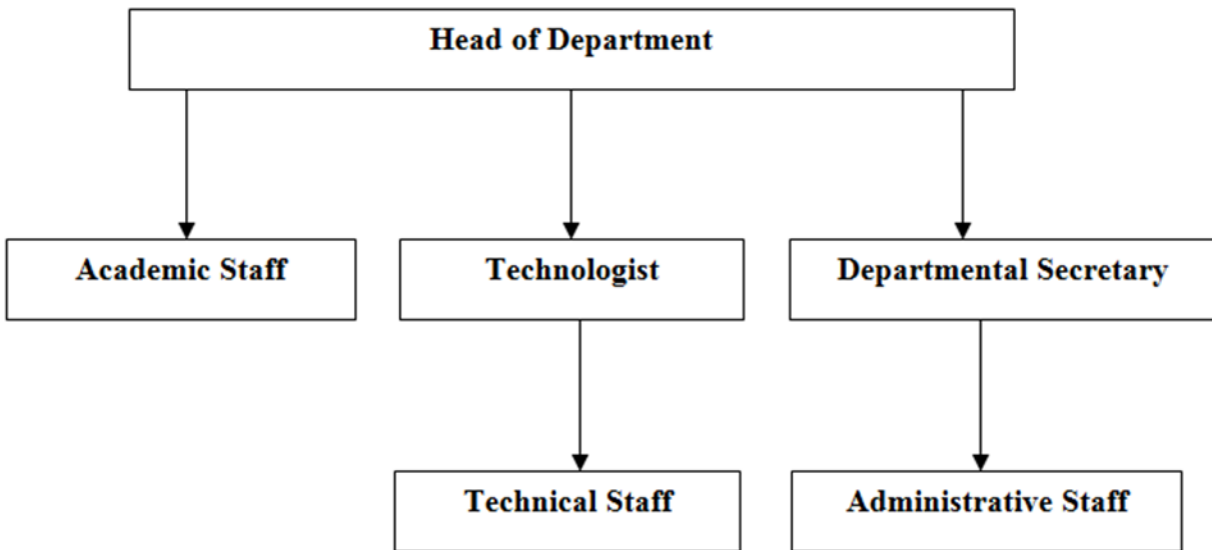 Head of Department
Academic Staff
Technologist
Departmental Secretary
Technical Staff
Administrative Staff